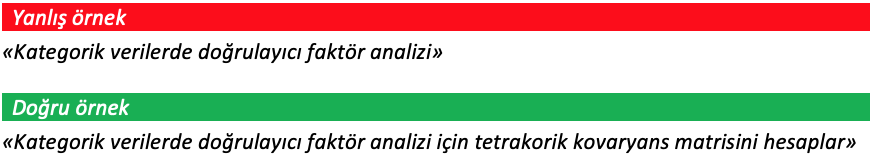 Yanlış örnek
«Kategorik verilerde doğrulayıcı faktör analizi»
Doğru örnek
«Kategorik verilerde doğrulayıcı faktör analizi için tetrakorik kovaryans matrisini hesaplar»